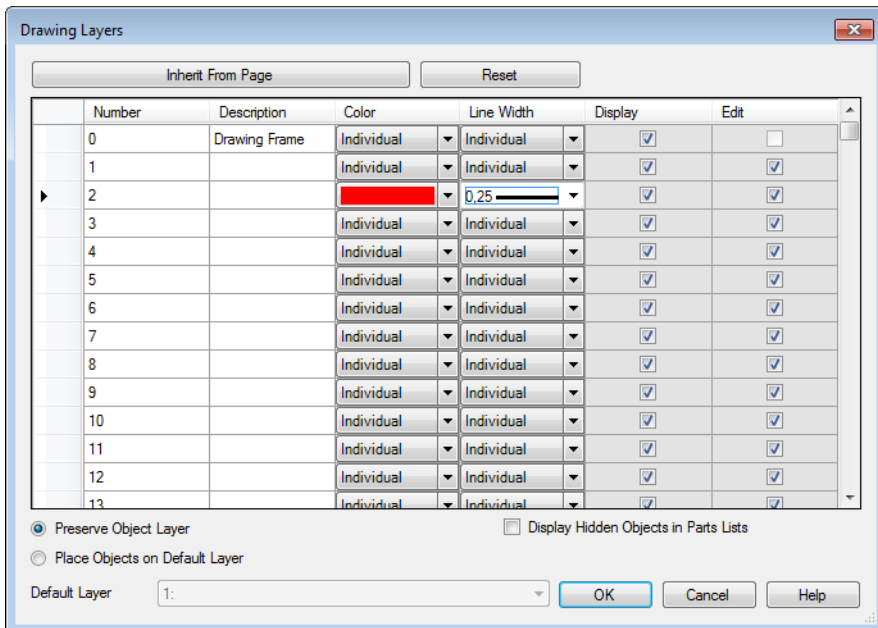 Drawing Layers
Inherit From Page Reset
Number Description Color Line Width Display Edit
0 Drawing Frame Individual Individual
1 Individual Individual
2 0,25
3 Individual Individual
4 Individual Individual
5 Individual Individual
6 Individual Individual
7 Individual Individual
8 Individual Individual
9 Individual Individual
10 Individual Individual
11 Individual Individual
12 Individual Individual
13 Individual Individual
Preserve Object Layer Display Hidden Objects in Parts Lists
Place Objects on Default Layer
Default Layer 1: OK Cancel Help